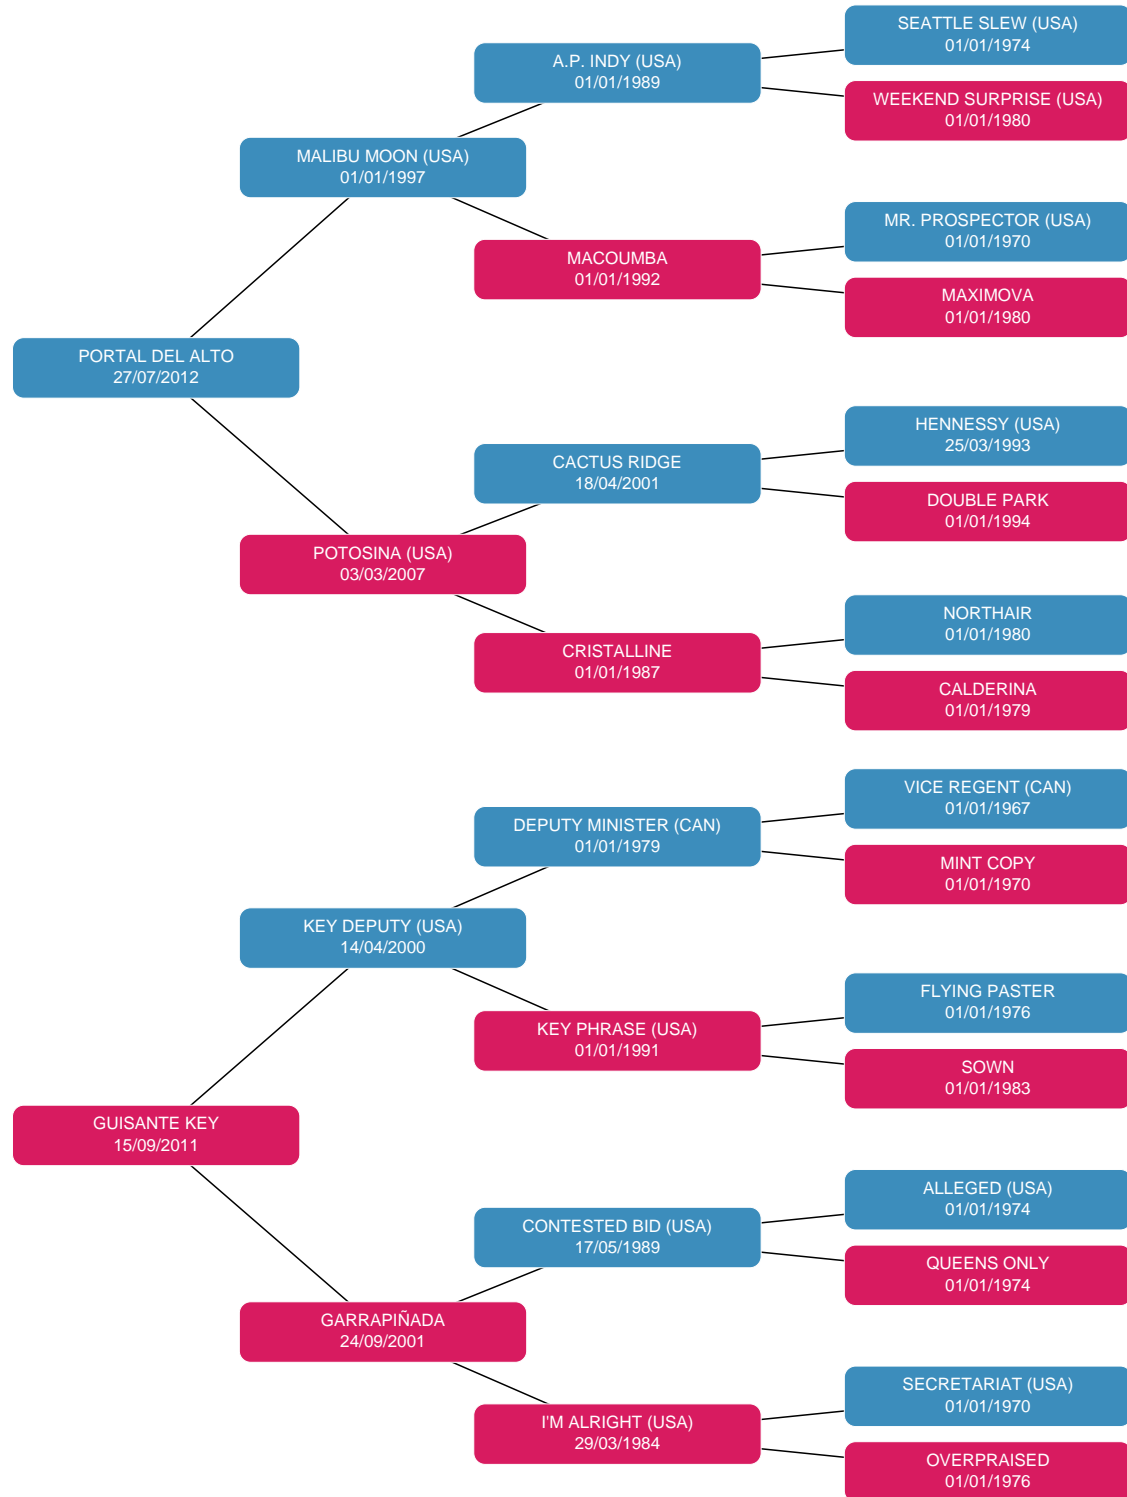 SEATTLE SLEW (USA)
01/01/1974
A.P. INDY (USA)
01/01/1989
WEEKEND SURPRISE (USA)
01/01/1980
MALIBU MOON (USA)
01/01/1997
MR. PROSPECTOR (USA)
01/01/1970
MACOUMBA
01/01/1992
MAXIMOVA
01/01/1980
PORTAL DEL ALTO
27/07/2012
HENNESSY (USA)
25/03/1993
CACTUS RIDGE
18/04/2001
DOUBLE PARK
01/01/1994
POTOSINA (USA)
03/03/2007
NORTHAIR
01/01/1980
CRISTALLINE
01/01/1987
CALDERINA
01/01/1979
VICE REGENT (CAN)
01/01/1967
DEPUTY MINISTER (CAN)
01/01/1979
MINT COPY
01/01/1970
KEY DEPUTY (USA)
14/04/2000
FLYING PASTER
01/01/1976
KEY PHRASE (USA)
01/01/1991
SOWN
01/01/1983
GUISANTE KEY
15/09/2011
ALLEGED (USA)
01/01/1974
CONTESTED BID (USA)
17/05/1989
QUEENS ONLY
01/01/1974
GARRAPIÑADA
24/09/2001
SECRETARIAT (USA)
01/01/1970
I'M ALRIGHT (USA)
29/03/1984
OVERPRAISED
01/01/1976